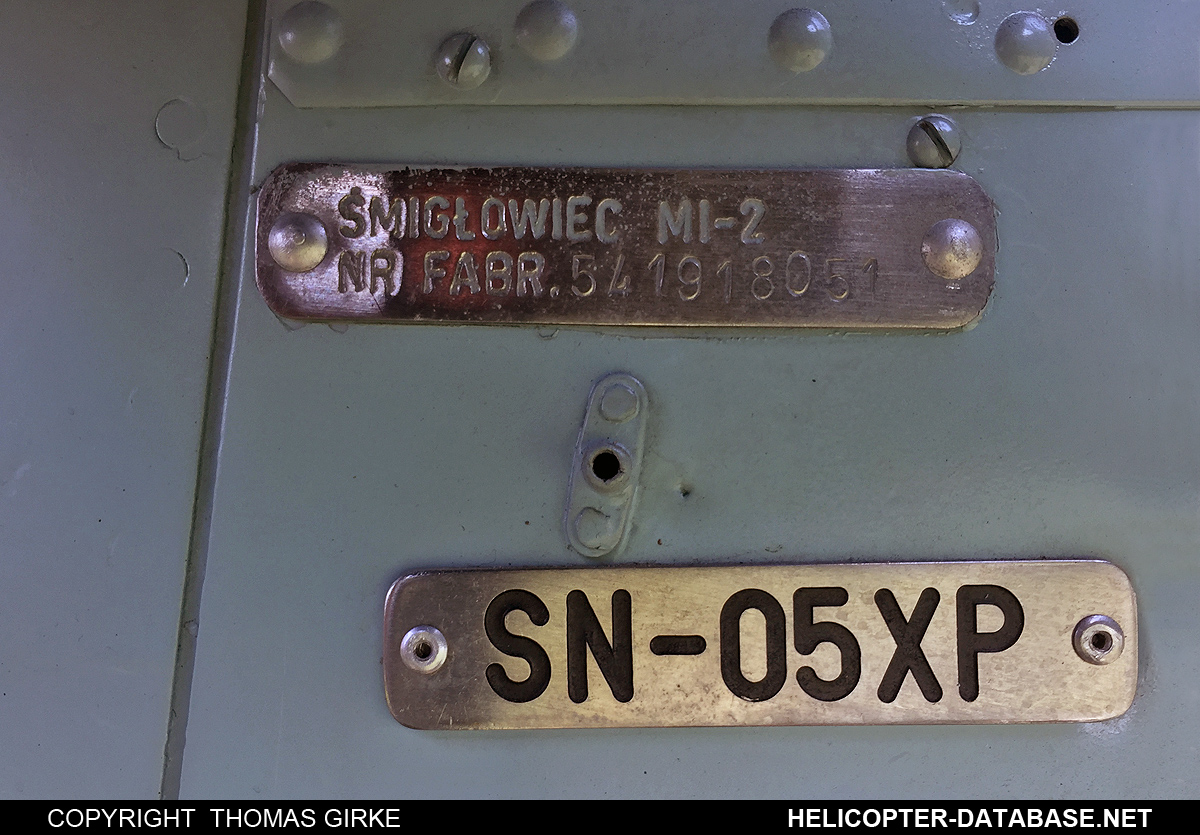 ŚMIGŁOWIEC MI-2
NR FABR. 541918051
SN-05XP
COPYRIGHT THOMAS GIRKE
HELICOPTER-DATABASE.NET